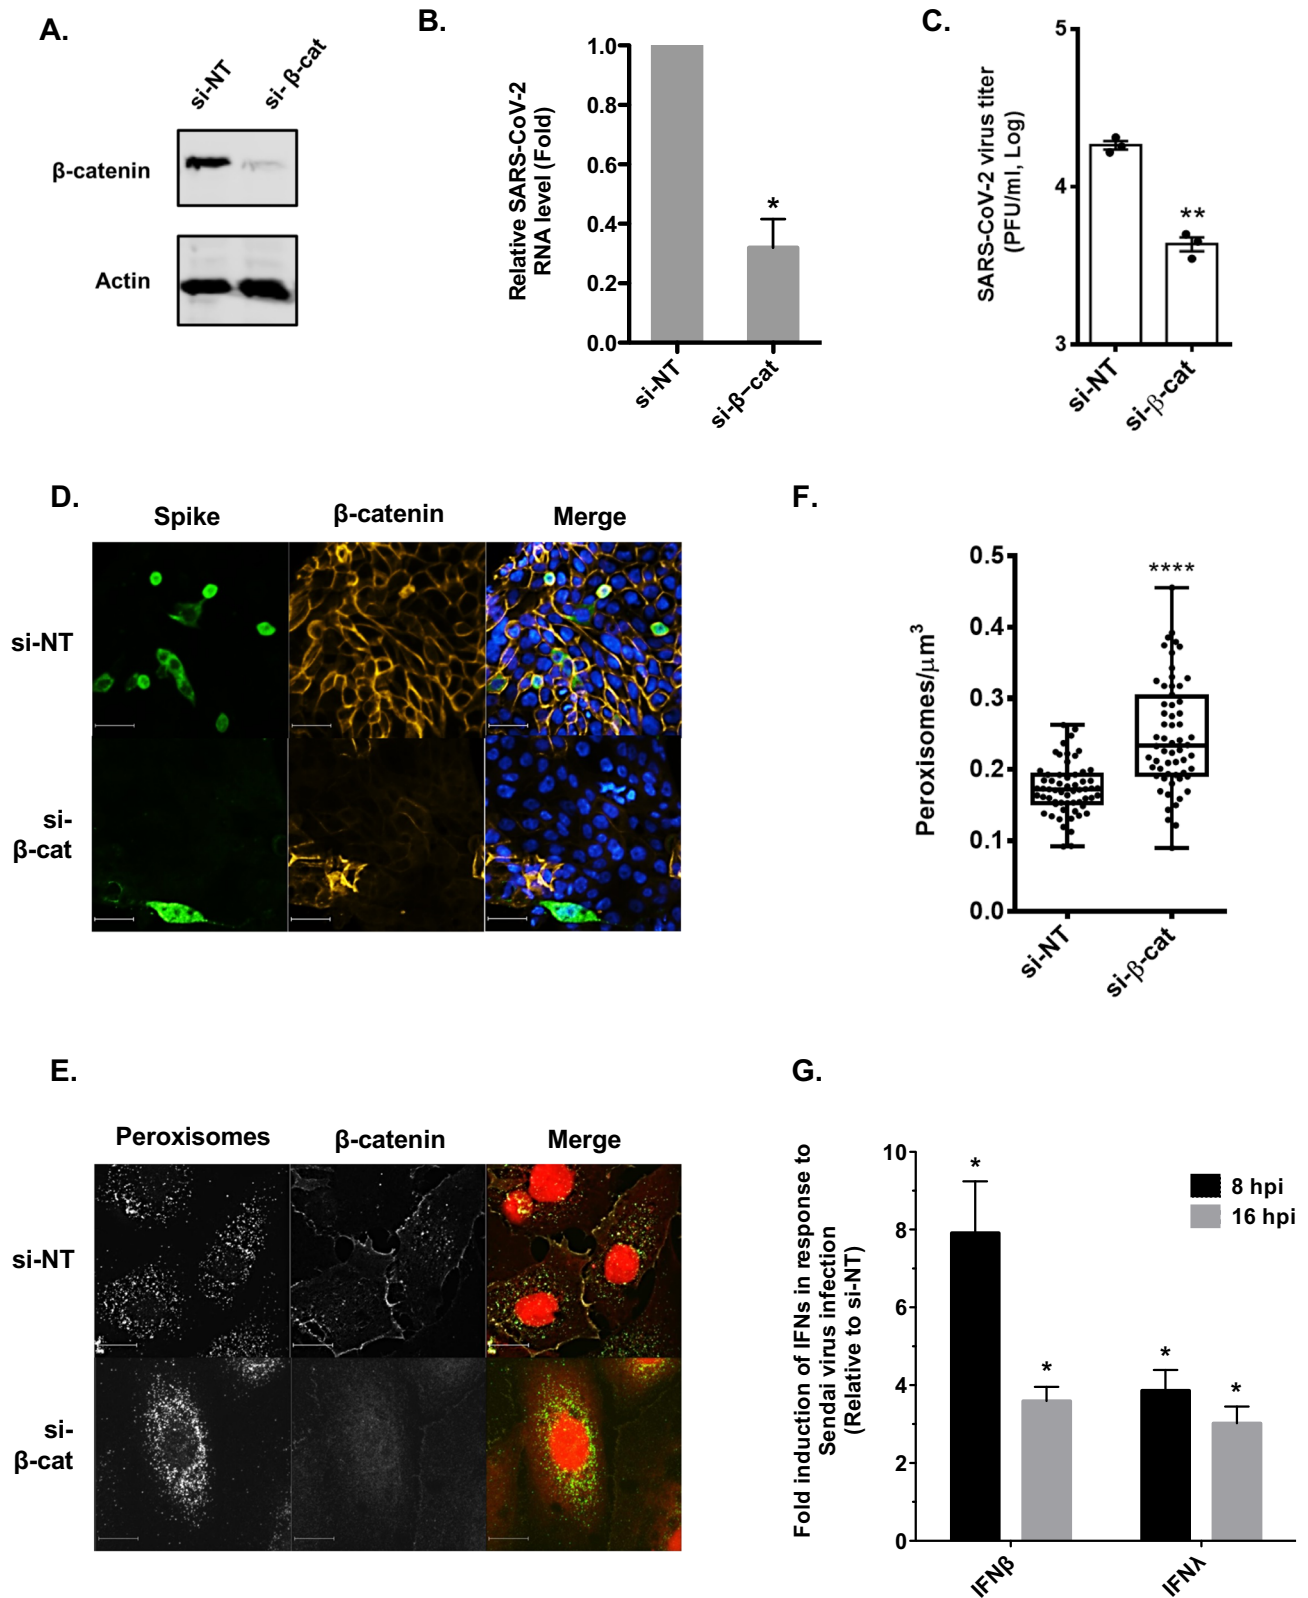 A.
si-NT
si- β-cat
β-catenin
Actin
B.
Relative SARS-CoV-2
RNA level (Fold)
1.0
0.8
0.6
0.4
0.2
0.0
*
si-NT
si-β−cat
C.
SARS-CoV-2 virus titer
(PFU/ml, Log)
5
4
3
**
si-NT
si-β-cat
D.
Spike
β-catenin
Merge
si-NT
si-
β-cat
F.
Peroxisomes/μm³
0.5
0.4
0.3
0.2
0.1
0.0
****
si-NT
si-β-cat
E.
Peroxisomes
β-catenin
Merge
si-NT
si-
β-cat
G.
Fold induction of IFNs in response to
Sendai virus infection
(Relative to si-NT)
10
8
6
4
2
0
*
*
*
*
8 hpi
16 hpi
IFNβ
IFNλ